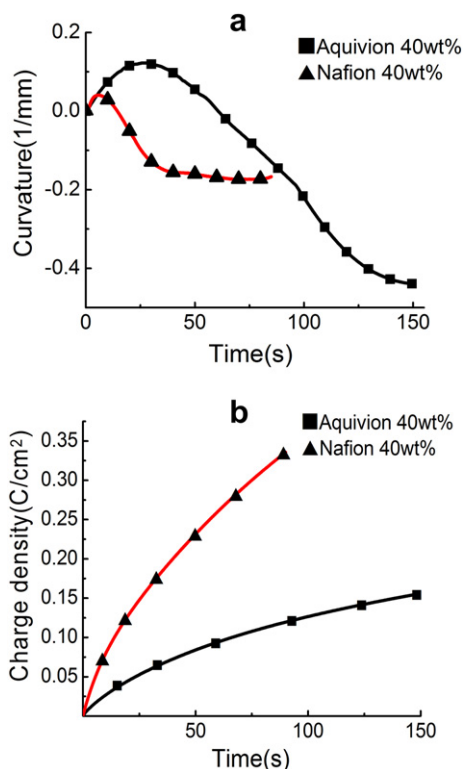 a
Aquivion 40wt%
Nafion 40wt%
Curvature(1/mm)
0.0
-0.2
-0.4
0 50 100 150
Time(s)
b
Aquivion 40wt%
Nafion 40wt%
Charge density(C/cm²)
0.35
0.30
0.25
0.20
0.15
0.10
0.05
50 100 150
Time(s)